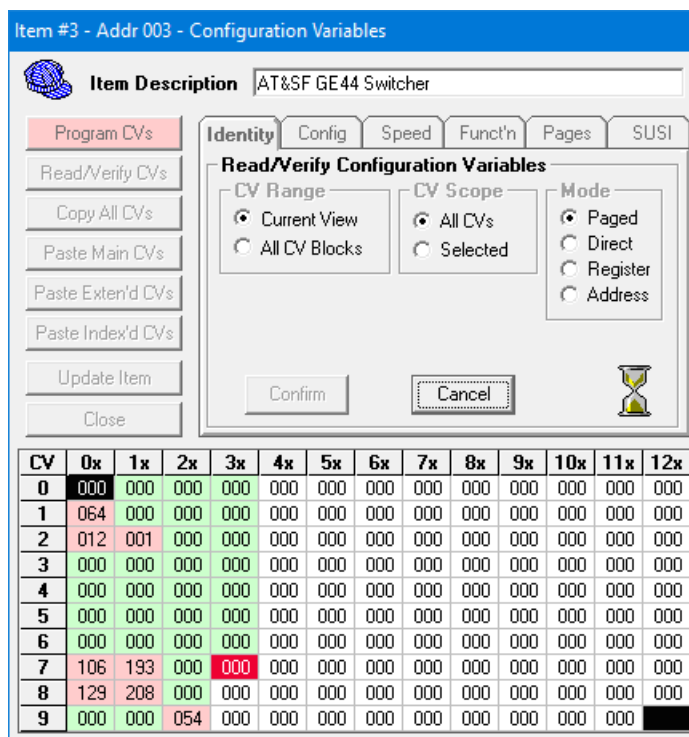 Item #3 - Addr 003 - Configuration Variables
Item Description AT&SF GE44 Switcher
Program CVs
Read/Verify CVs
Copy All CVs
Paste Main CVs
Paste Exten'd CVs
Paste Index'd CVs
Update Item
Close
Identity Config Speed Funct'n Pages SUSI
Read/Verify Configuration Variables
CV Range
Current View
All CV Blocks
CV Scope
All CVs
Selected
Mode
Paged
Direct
Register
Address
Confirm Cancel
CV 0x 1x 2x 3x 4x 5x 6x 7x 8x 9x 10x 11x 12x
0 000 000 000 000 000 000 000 000 000 000 000 000 000
1 064 000 000 000 000 000 000 000 000 000 000 000 000
2 012 001 000 000 000 000 000 000 000 000 000 000 000
3 000 000 000 000 000 000 000 000 000 000 000 000 000
4 000 000 000 000 000 000 000 000 000 000 000 000 000
5 000 000 000 000 000 000 000 000 000 000 000 000 000
6 000 000 000 000 000 000 000 000 000 000 000 000 000
7 106 193 000 000 000 000 000 000 000 000 000 000 000
8 129 208 000 000 000 000 000 000 000 000 000 000 000
9 000 000 054 000 000 000 000 000 000 000 000 000